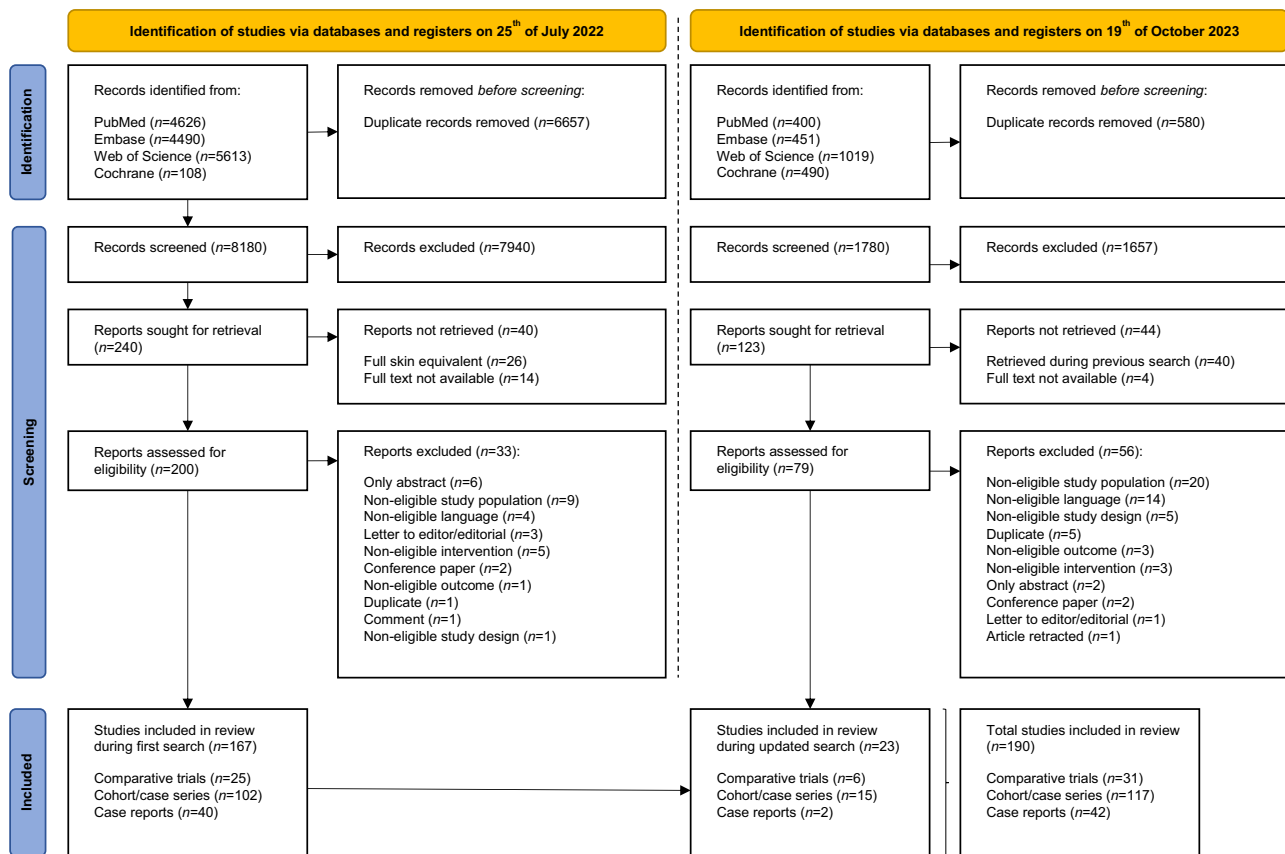 Identification of studies via databases and registers on 25th of July 2022
Identification of studies via databases and registers on 19th of October 2023
Identification
Records identified from:
PubMed (n=4626)
Embase (n=4490)
Web of Science (n=5613)
Cochrane (n=108)
Records removed before screening:
Duplicate records removed (n=6657)
Records identified from:
PubMed (n=400)
Embase (n=451)
Web of Science (n=1019)
Cochrane (n=490)
Records removed before screening:
Duplicate records removed (n=580)
Screening
Records screened (n=8180)
Records excluded (n=7940)
Records screened (n=1780)
Records excluded (n=1657)
Reports sought for retrieval
(n=240)
Reports not retrieved (n=40)
Full skin equivalent (n=26)
Full text not available (n=14)
Reports sought for retrieval
(n=123)
Reports not retrieved (n=44)
Retrieved during previous search (n=40)
Full text not available (n=4)
Reports assessed for
eligibility (n=200)
Reports excluded (n=33):
Only abstract (n=6)
Non-eligible study population (n=9)
Non-eligible language (n=4)
Letter to editor/editorial (n=3)
Non-eligible intervention (n=5)
Conference paper (n=2)
Non-eligible outcome (n=1)
Duplicate (n=1)
Comment (n=1)
Non-eligible study design (n=1)
Reports assessed for
eligibility (n=79)
Reports excluded (n=56):
Non-eligible study population (n=20)
Non-eligible language (n=14)
Non-eligible study design (n=5)
Duplicate (n=5)
Non-eligible outcome (n=3)
Non-eligible intervention (n=3)
Only abstract (n=2)
Conference paper (n=2)
Letter to editor/editorial (n=1)
Article retracted (n=1)
Included
Studies included in review
during first search (n=167)
Comparative trials (n=25)
Cohort/case series (n=102)
Case reports (n=40)
Studies included in review
during updated search (n=23)
Comparative trials (n=6)
Cohort/case series (n=15)
Case reports (n=2)
Total studies included in review
(n=190)
Comparative trials (n=31)
Cohort/case series (n=117)
Case reports (n=42)